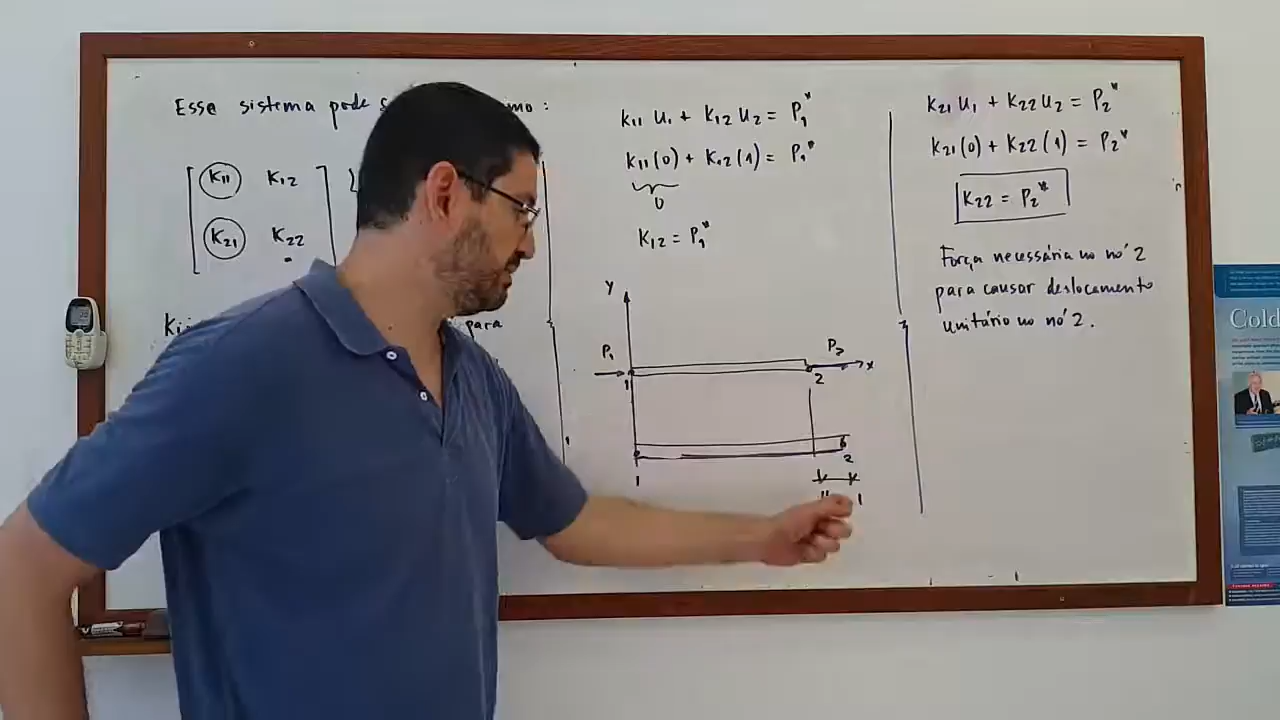 Esse sistema pode s mo :
K11 K12
K21 K22
Ki
para
K11 U1 + K12 U2 = P1*
K11 (0) + K12 (1) = P1*
0
K12 = P1*
Y
P1
1
P2
2
x
1
2
1
K21 U1 + K22 U2 = P2*
K21 (0) + K22 (1) = P2*
K22 = P2*
Força necessária no nó 2
para causar deslocamento
unitário no nó 2.
Cold